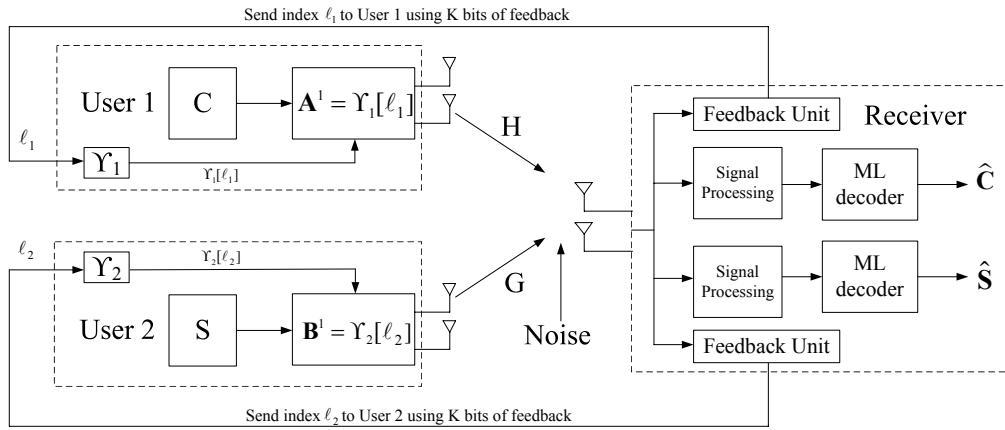 Send index ℓ₁ to User 1 using K bits of feedback
User 1
C
A¹ = ϒ₁[ℓ₁]
ℓ₁
ϒ₁
ϒ₁[ℓ₁]
H
Feedback Unit
Receiver
Signal
Processing
ML
decoder
Ĉ
ℓ₂
ϒ₂
ϒ₂[ℓ₂]
User 2
S
B¹ = ϒ₂[ℓ₂]
G
Noise
Signal
Processing
ML
decoder
Ŝ
Feedback Unit
Send index ℓ₂ to User 2 using K bits of feedback